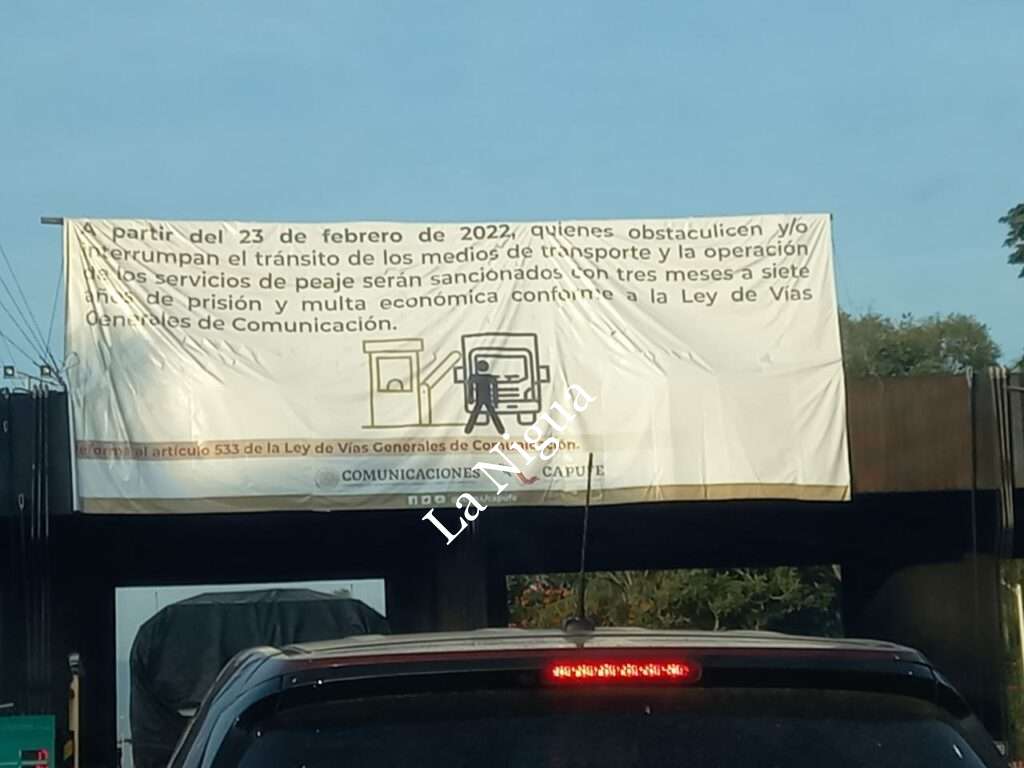 A partir del 23 de febrero de 2022, quienes obstaculicen y/o
interrumpan el tránsito de los medios de transporte y la operación
de los servicios de peaje serán sancionados con tres meses a siete
años de prisión y multa económica conforme a la Ley de Vías
Generales de Comunicación.
al artículo 533 de la Ley de Vías Generales de Comunicación.
COMUNICACIONES CAPUFE
La Nigua